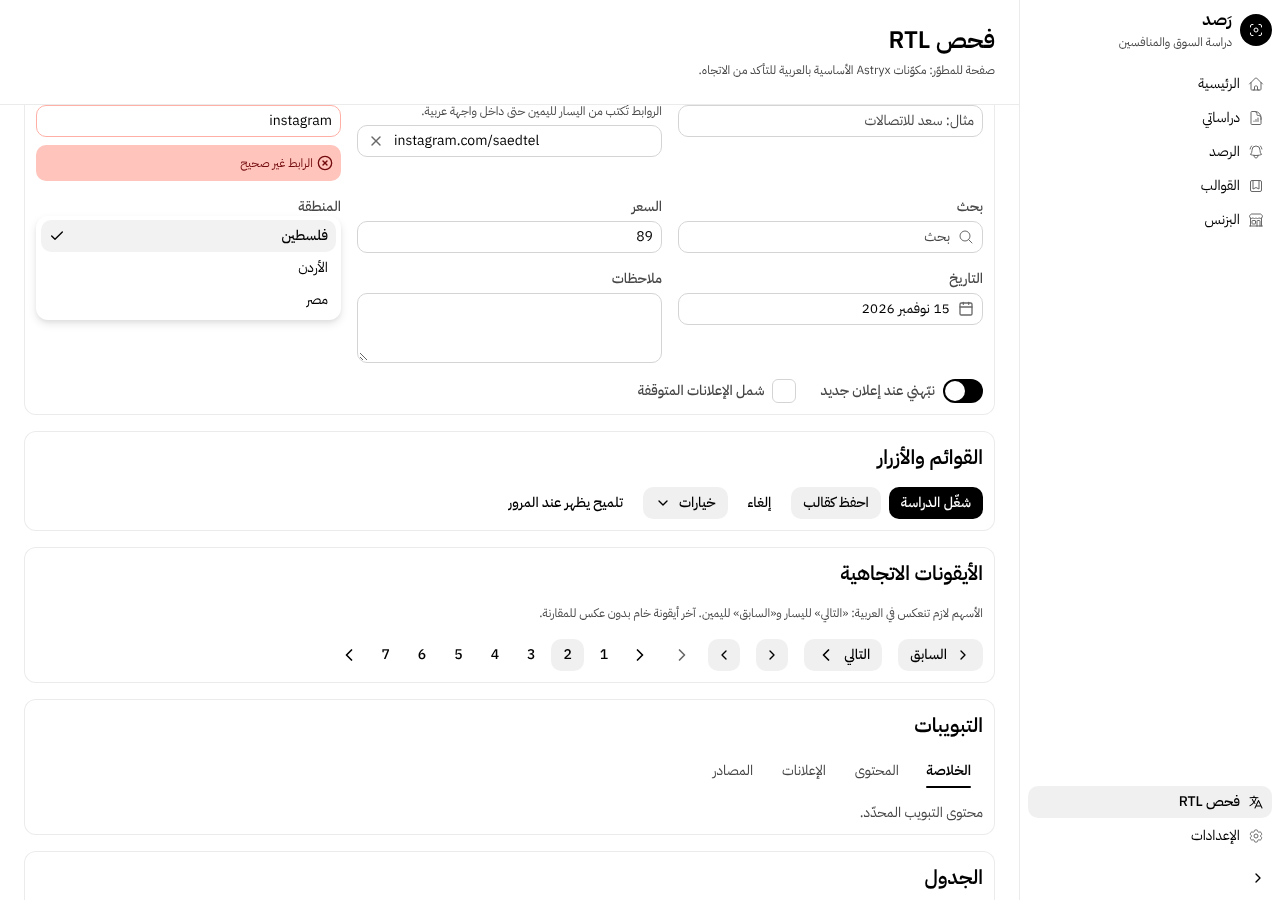 رَصد
دراسة السوق والمنافسين
الرئيسية
دراساتي
الرصد
القوالب
البزنس
فحص RTL
الإعدادات
فحص RTL
صفحة للمطوّر: مكوّنات Astryx الأساسية بالعربية للتأكد من الاتجاه.
مثال: سعد للاتصالات
الروابط تُكتب من اليسار لليمين حتى داخل واجهة عربية.
instagram.com/saedtel
instagram
الرابط غير صحيح
بحث
بحث
السعر
89
المنطقة
فلسطين
الأردن
مصر
التاريخ
15 نوفمبر 2026
ملاحظات
نبّهني عند إعلان جديد
شمل الإعلانات المتوقفة
القوائم والأزرار
شغّل الدراسة
احفظ كقالب
إلغاء
خيارات
تلميح يظهر عند المرور
الأيقونات الاتجاهية
الأسهم لازم تنعكس في العربية: «التالي» لليسار و«السابق» لليمين. آخر أيقونة خام بدون عكس للمقارنة.
السابق
التالي
1 2 3 4 5 6 7
التبويبات
الخلاصة
المحتوى
الإعلانات
المصادر
محتوى التبويب المحدّد.
الجدول